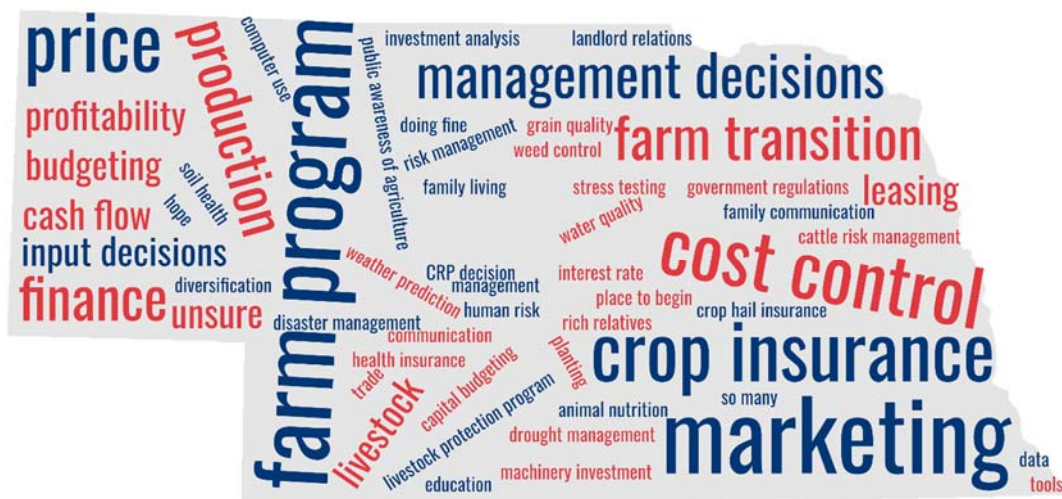 price
production
computer use
farm program
public awareness of agriculture
investment analysis
landlord relations
management decisions
profitability
doing fine
risk management
grain quality
weed control
farm transition
budgeting
soil health
family living
stress testing
government regulations
leasing
cash flow
hope
water quality
family communication
input decisions
cost control
cattle risk management
weather prediction
CRP decision
management
interest rate
finance
diversification
unsure
disaster management
human risk
place to begin
crop hail insurance
communication
rich relatives
health insurance
trade
livestock
capital budgeting
livestock protection program
planting
crop insurance
so many
animal nutrition
drought management
marketing
machinery investment
education
data
tools